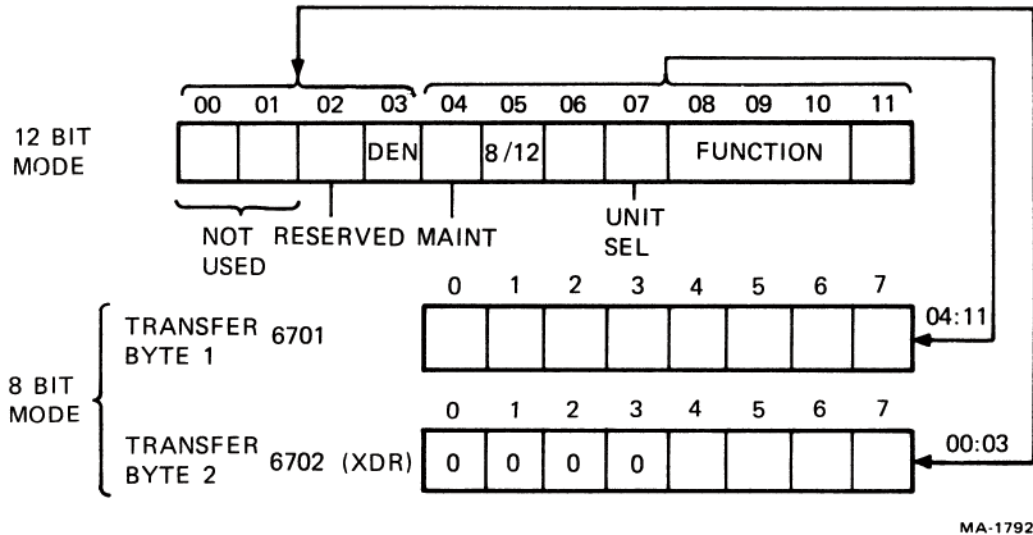 00 01 02 03 04 05 06 07 08 09 10 11
12 BIT
MODE
DEN 8/12 FUNCTION
NOT
USED
RESERVED MAINT
UNIT
SEL
0 1 2 3 4 5 6 7
8 BIT
MODE
TRANSFER
BYTE 1
6701
04:11
0 1 2 3 4 5 6 7
TRANSFER
BYTE 2
6702 (XDR)
0 0 0 0
00:03
MA-1792